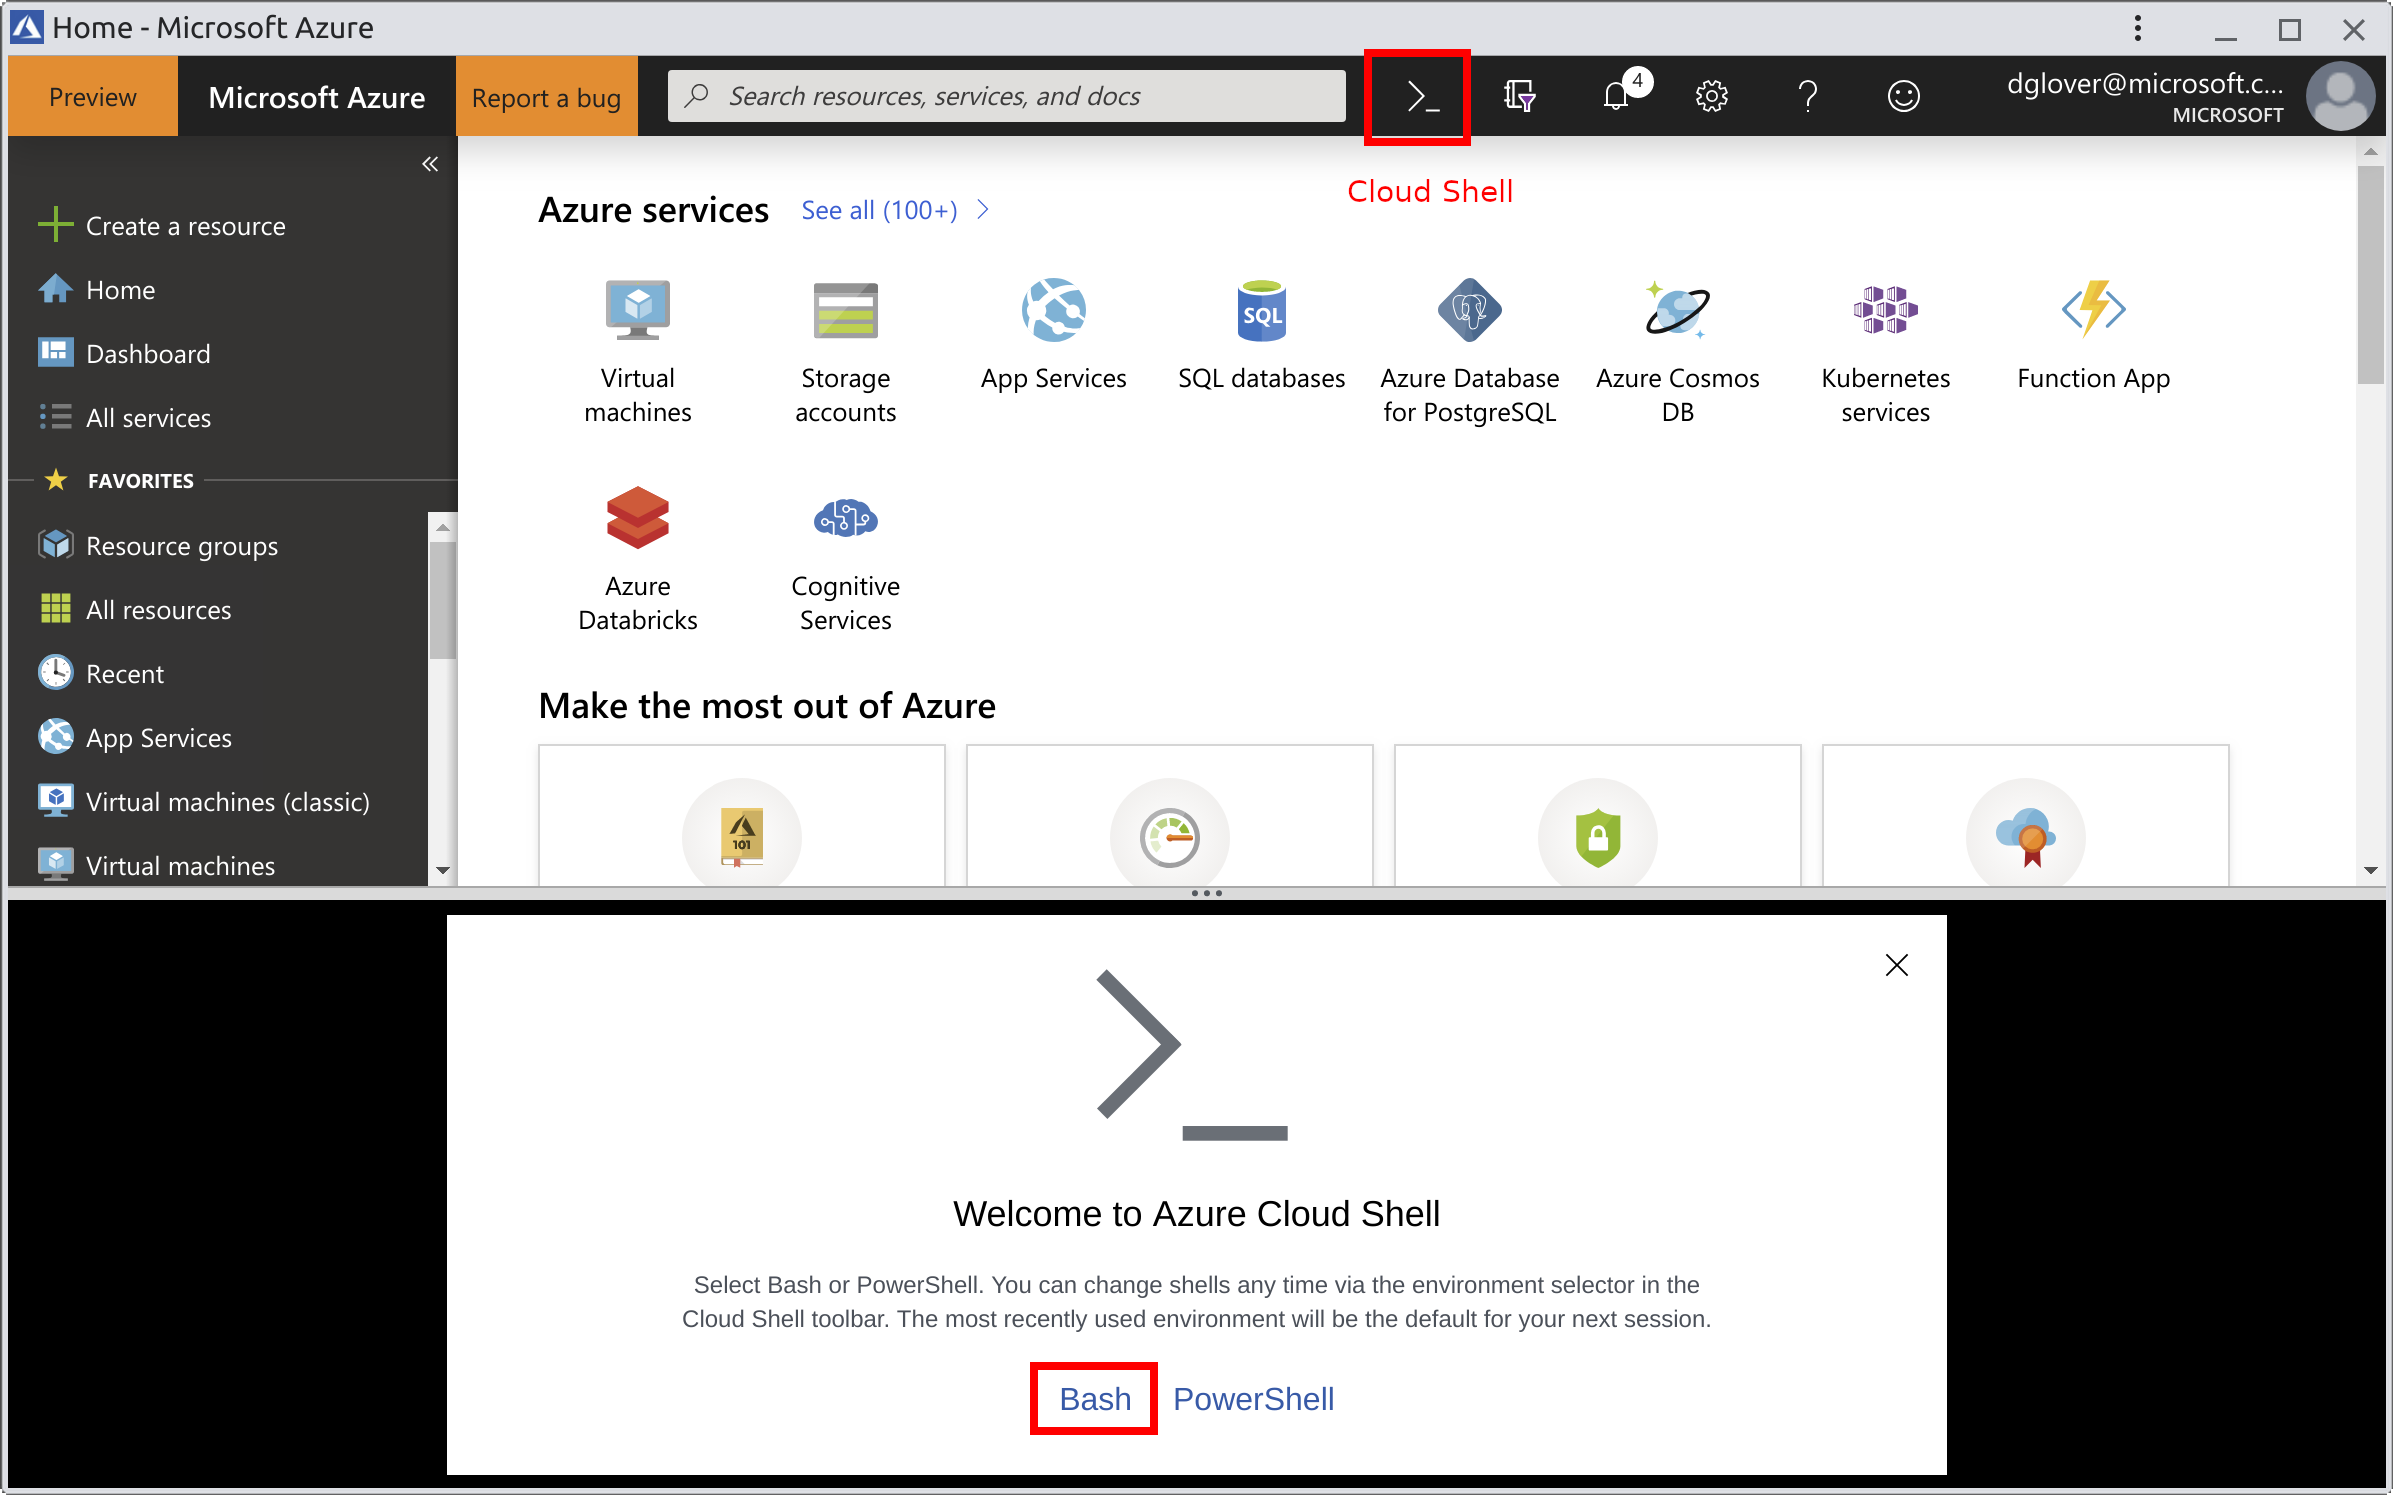 Home - Microsoft Azure
Preview
Microsoft Azure
Report a bug
Search resources, services, and docs
4
dglover@microsoft.c...
MICROSOFT
Cloud Shell
Create a resource
Home
Dashboard
All services
FAVORITES
Resource groups
All resources
Recent
App Services
Virtual machines (classic)
Virtual machines
Azure services
See all (100+)
Virtual
machines
Storage
accounts
App Services
SQL
SQL databases
Azure Database
for PostgreSQL
Azure Cosmos
DB
Kubernetes
services
Function App
Azure
Databricks
Cognitive
Services
Make the most out of Azure
101
Welcome to Azure Cloud Shell
Select Bash or PowerShell. You can change shells any time via the environment selector in the
Cloud Shell toolbar. The most recently used environment will be the default for your next session.
Bash
PowerShell